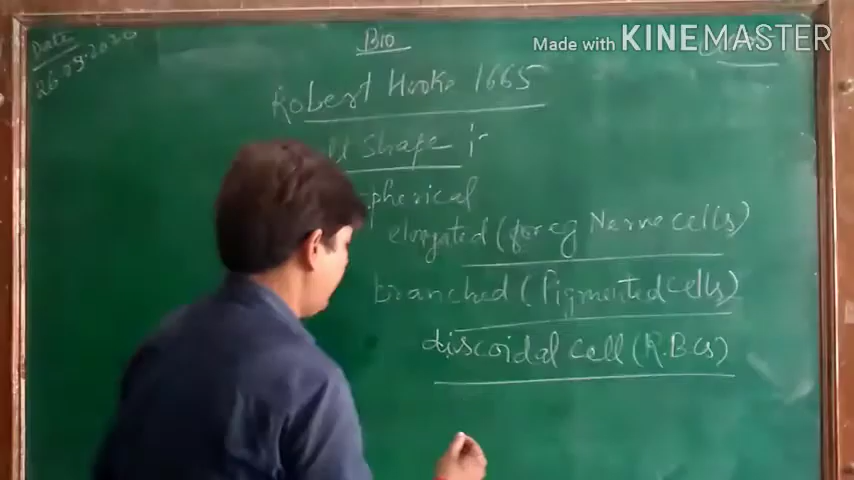 Date
26.09.2020
Bio
Made with KINEMASTER
Robert Hooke 1665
Shape :-
spherical
elongated (for eg Nerve cells)
branched (Pigmented cells)
discoidal cell (R.B.Cs)